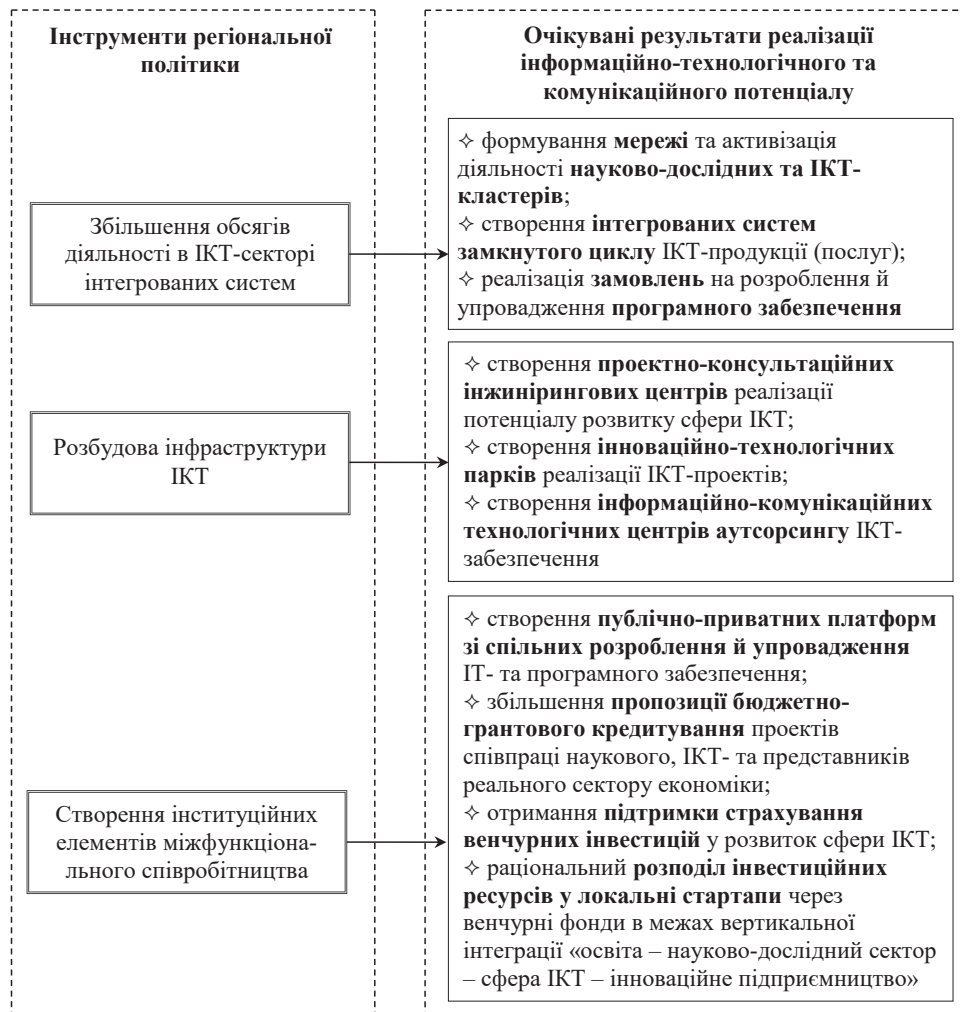 Інструменти регіональної
політики
Очікувані результати реалізації
інформаційно-технологічного та
комунікаційного потенціалу
Збільшення обсягів
діяльності в ІКТ-секторі
інтегрованих систем
✧ формування мережі та активізація
діяльності науково-дослідних та ІКТ-
кластерів;
✧ створення інтегрованих систем
замкнутого циклу ІКТ-продукції (послуг);
✧ реалізація замовлень на розроблення й
упровадження програмного забезпечення
Розбудова інфраструктури
ІКТ
✧ створення проектно-консультаційних
інжинірингових центрів реалізації
потенціалу розвитку сфери ІКТ;
✧ створення інноваційно-технологічних
парків реалізації ІКТ-проектів;
✧ створення інформаційно-комунікаційних
технологічних центрів аутсорсингу ІКТ-
забезпечення
Створення інституційних
елементів міжфункціона-
льного співробітництва
✧ створення публічно-приватних платформ
зі спільних розроблення й упровадження
ІТ- та програмного забезпечення;
✧ збільшення пропозиції бюджетно-
грантового кредитування проектів
співпраці наукового, ІКТ- та представників
реального сектору економіки;
✧ отримання підтримки страхування
венчурних інвестицій у розвиток сфери ІКТ;
✧ раціональний розподіл інвестиційних
ресурсів у локальні стартапи через
венчурні фонди в межах вертикальної
інтеграції «освіта – науково-дослідний сектор
– сфера ІКТ – інноваційне підприємництво»